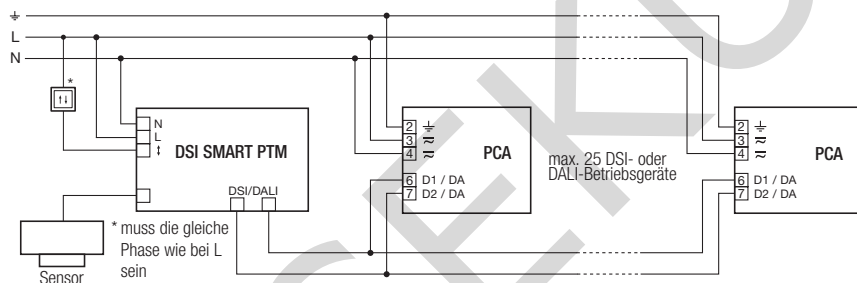 L
N
*
N
L
DSI SMART PTM
DSI/DALI
Sensor
* muss die gleiche
Phase wie bei L
sein
2
3
4
PCA
6 D1 / DA
7 D2 / DA
max. 25 DSI- oder
DALI-Betriebsgeräte
2
3
4
PCA
6 D1 / DA
7 D2 / DA
SEKU